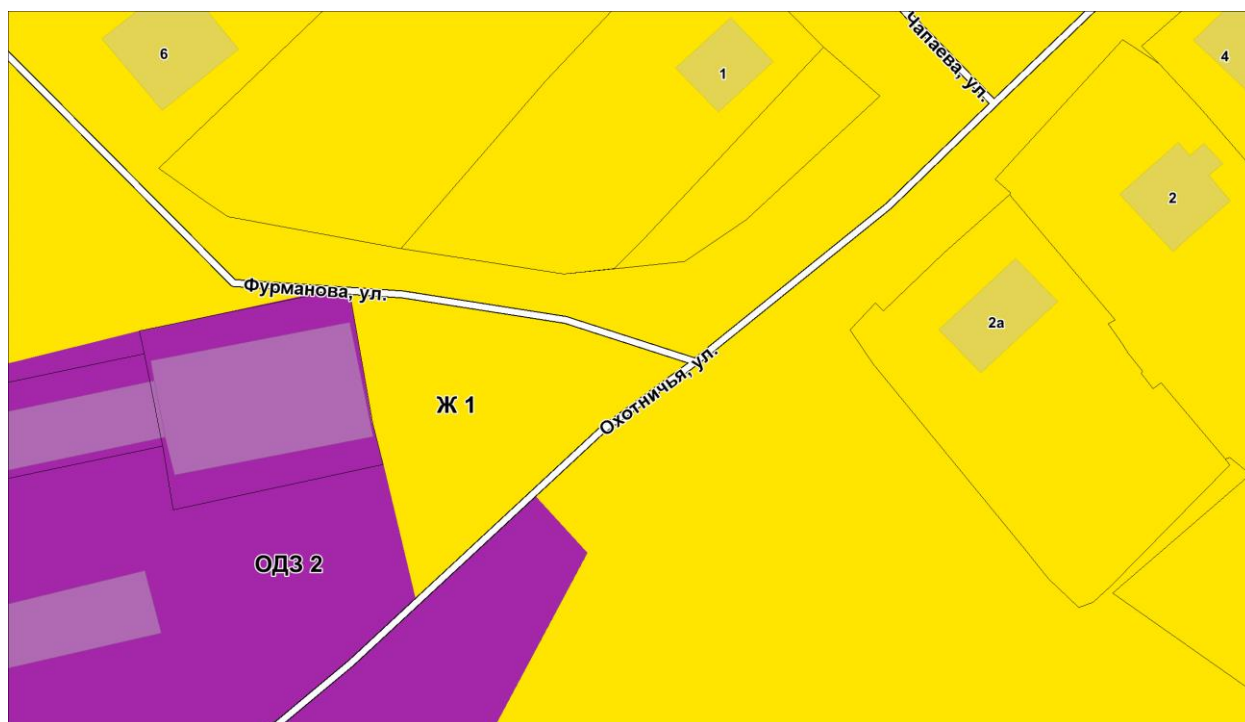 6
1
Чапаева, ул.
4
2
Фурманова, ул.
2а
Охотничья, ул.
Ж 1
ОДЗ 2